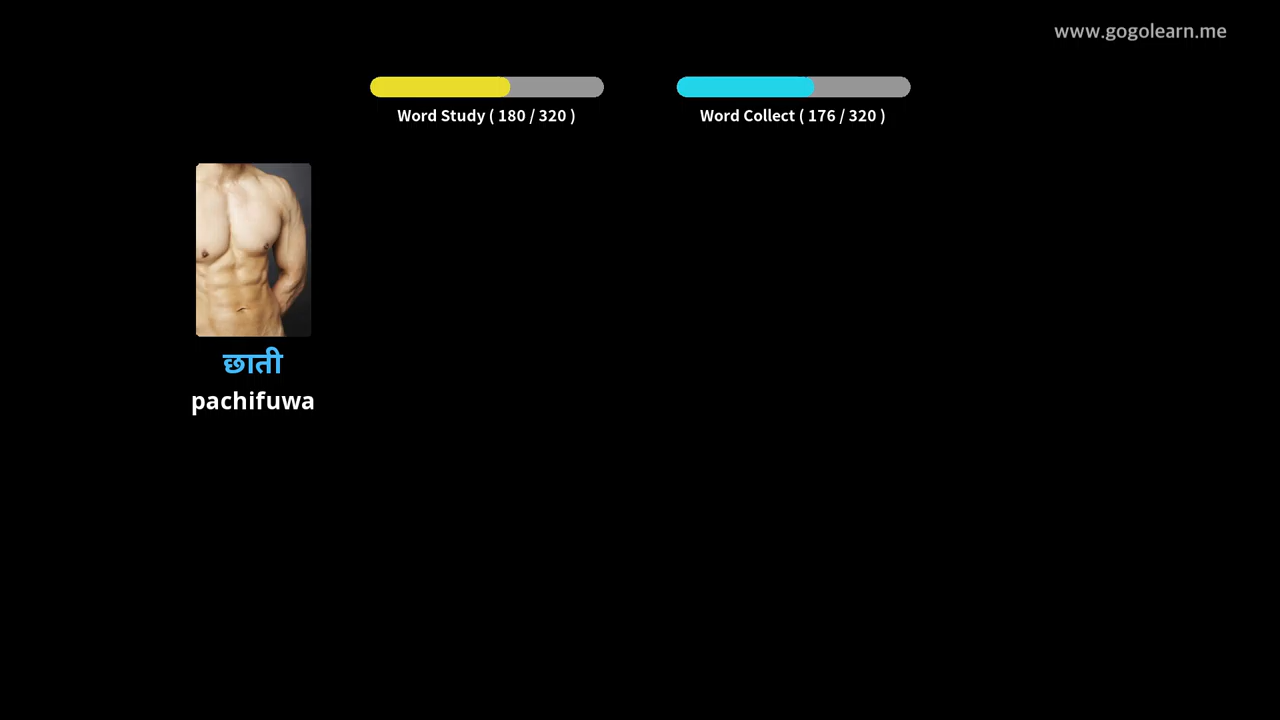 www.gogolearn.me
Word Study ( 180 / 320 )
Word Collect ( 176 / 320 )
छाती
pachifuwa